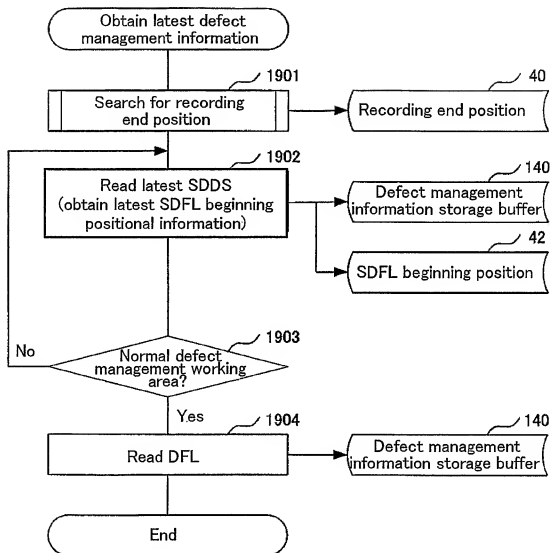 Obtain latest defect
management information
1901
Search for recording
end position
40
Recording end position
1902
Read latest SDDS
(obtain latest SDFL beginning
positional information)
140
Defect management
information storage buffer
42
SDFL beginning position
1903
Normal defect
management working
area?
No
Yes
1904
Read DFL
140
Defect management
information storage buffer
End